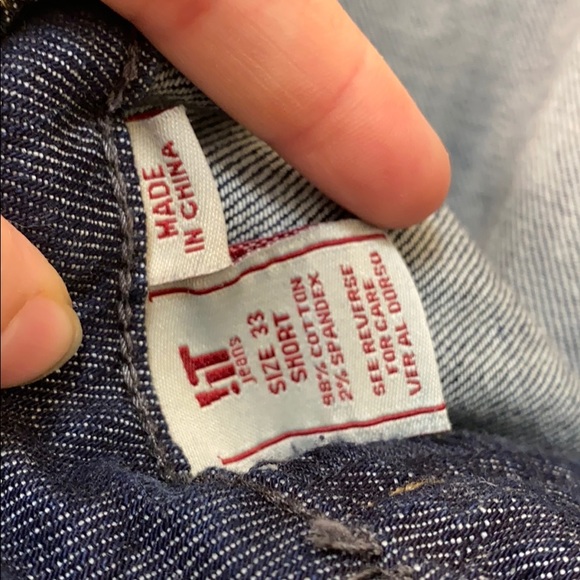 MADE
IN CHINA
!iT
Jeans
SIZE 33
SHORT
98% COTTON
2% SPANDEX
SEE REVERSE
FOR CARE
VER AL DORSO